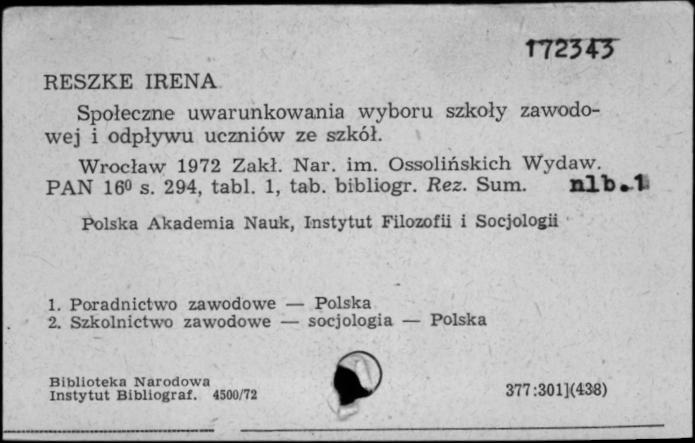 172343
RESZKE IRENA
Społeczne uwarunkowania wyboru szkoły zawodo-
wej i odpływu uczniów ze szkół.
Wrocław 1972 Zakł. Nar. im. Ossolińskich Wydaw.
PAN 16⁰ s. 294, tabl. 1, tab. bibliogr. Rez. Sum. nlb.1
Polska Akademia Nauk, Instytut Filozofii i Socjologii
1. Poradnictwo zawodowe — Polska
2. Szkolnictwo zawodowe — socjologia — Polska
Biblioteka Narodowa
Instytut Bibliograf. 4500/72 377:301](438)